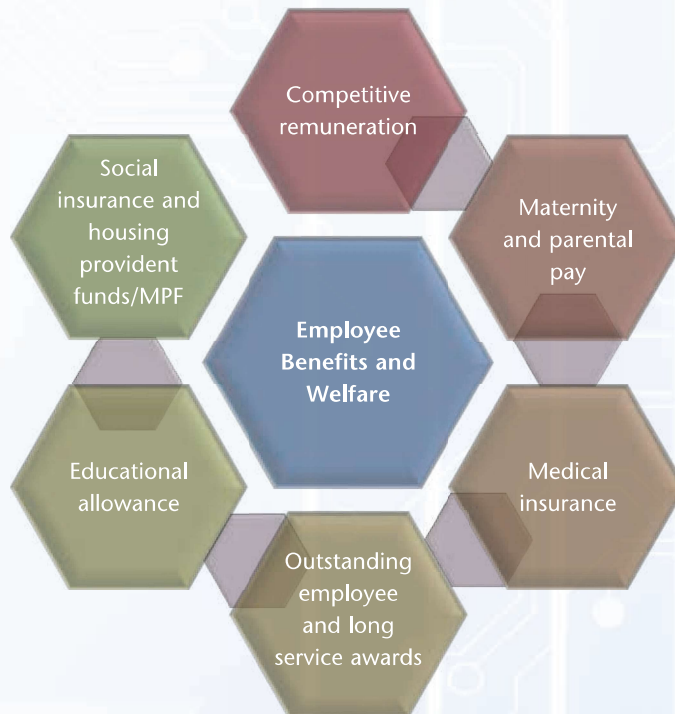 Competitive
remuneration
Social
insurance and
housing
provident
funds/MPF
Maternity
and parental
pay
Employee
Benefits and
Welfare
Educational
allowance
Medical
insurance
Outstanding
employee
and long
service awards